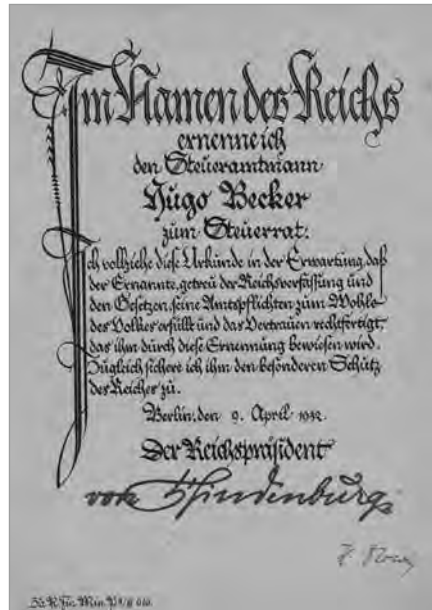 Im Namen des Reichs
ernenne ich
den Steueramtmann
Hugo Becker
zum Steuerrat.
Ich vollziehe diese Urkunde in der Erwartung, daß
der Ernannte, getreu der Reichsverfassung und
den Gesetzen, seine Amtspflichten zum Wohle
des Volkes erfüllt und das Vertrauen rechtfertigt,
das ihm durch diese Ernennung bewiesen wird.
Zugleich sichere ich ihm den besonderen Schutz
des Reiches zu.
Berlin, den 9. April 1932
Der Reichspräsident
von Hindenburg
Min.